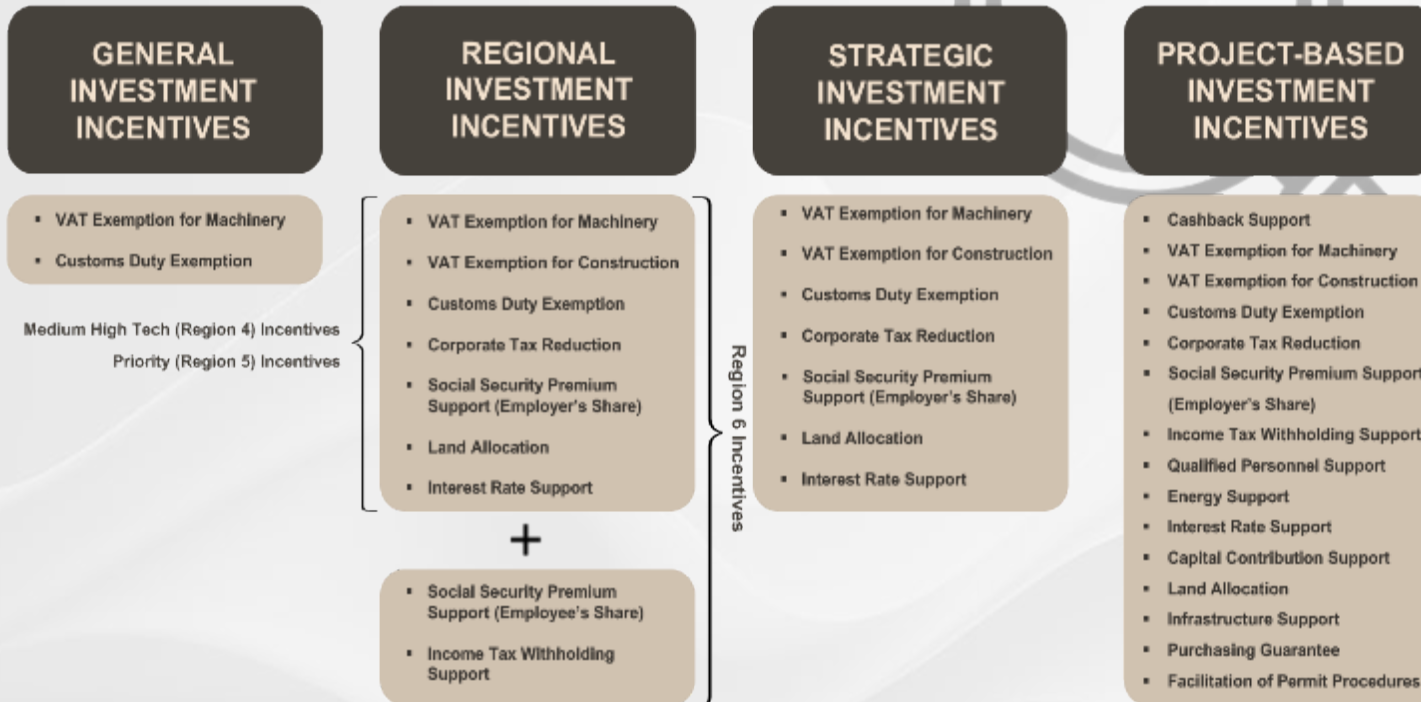 GENERAL
INVESTMENT
INCENTIVES
▪ VAT Exemption for Machinery
▪ Customs Duty Exemption
Medium High Tech (Region 4) Incentives
Priority (Region 5) Incentives
REGIONAL
INVESTMENT
INCENTIVES
▪ VAT Exemption for Machinery
▪ VAT Exemption for Construction
▪ Customs Duty Exemption
▪ Corporate Tax Reduction
▪ Social Security Premium
Support (Employer's Share)
▪ Land Allocation
▪ Interest Rate Support
+
▪ Social Security Premium
Support (Employee's Share)
▪ Income Tax Withholding
Support
Region 6 Incentives
STRATEGIC
INVESTMENT
INCENTIVES
▪ VAT Exemption for Machinery
▪ VAT Exemption for Construction
▪ Customs Duty Exemption
▪ Corporate Tax Reduction
▪ Social Security Premium
Support (Employer's Share)
▪ Land Allocation
▪ Interest Rate Support
PROJECT-BASED
INVESTMENT
INCENTIVES
▪ Cashback Support
▪ VAT Exemption for Machinery
▪ VAT Exemption for Construction
▪ Customs Duty Exemption
▪ Corporate Tax Reduction
▪ Social Security Premium Support
(Employer's Share)
▪ Income Tax Withholding Support
▪ Qualified Personnel Support
▪ Energy Support
▪ Interest Rate Support
▪ Capital Contribution Support
▪ Land Allocation
▪ Infrastructure Support
▪ Purchasing Guarantee
▪ Facilitation of Permit Procedures